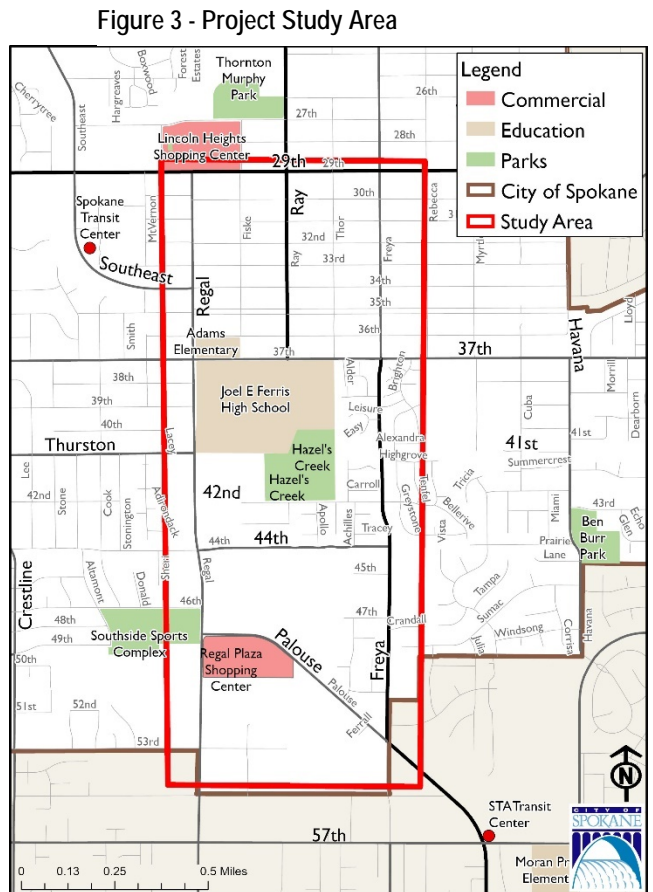 Figure 3 - Project Study Area
Legend
Commercial
Education
Parks
City of Spokane
Study Area
Cherrytree
Southeast
Hargreaves
Boxwood
Forest
Estates
Thornton
Murphy
Park
26th
27th
28th
Lincoln Heights
Shopping Center
29th
29th
Spokane
Transit
Center
McVernon
Southeast
Regal
Fiske
Ray
Ray
30th
32nd
Thor
33rd
Freya
34th
35th
36th
Rebecca
3
Myrtle
Havana
Lloyd
Smith
Adams
Elementary
37th
37th
38th
39th
40th
Joel E Ferris
High School
Alder
Brighton
Leisure
Easy
Alexandra
Highgrove
Cuba
Morrill
Dearborn
41st
41st
Summercrest
Thurston
Lacey
Lee
42nd
Stone
Cook
Stonington
Adirondack
Hazel's
Creek
Hazel's
Creek
42nd
Carroll
Apollo
Achilles
Tracey
Greystone
Tenfel
Tricia
Bellerive
Vista
Miami
43rd
Echo
Glen
Ben
Burr
Park
Prairie
Lane
44th
44th
Shea
Regal
45th
46th
47th
Crandall
Tampa
Sumac
Windsong
Julia
Corrisa
Havana
Crestline
Altamont
Donald
48th
49th
50th
51st
52nd
53rd
Southside Sports
Complex
Palouse
Regal Plaza
Shopping
Center
Palouse
Ferrall
Freya
STA Transit
Center
57th
Moran Pr
Element
N
CITY OF
SPOKANE
0 0.13 0.25 0.5 Miles